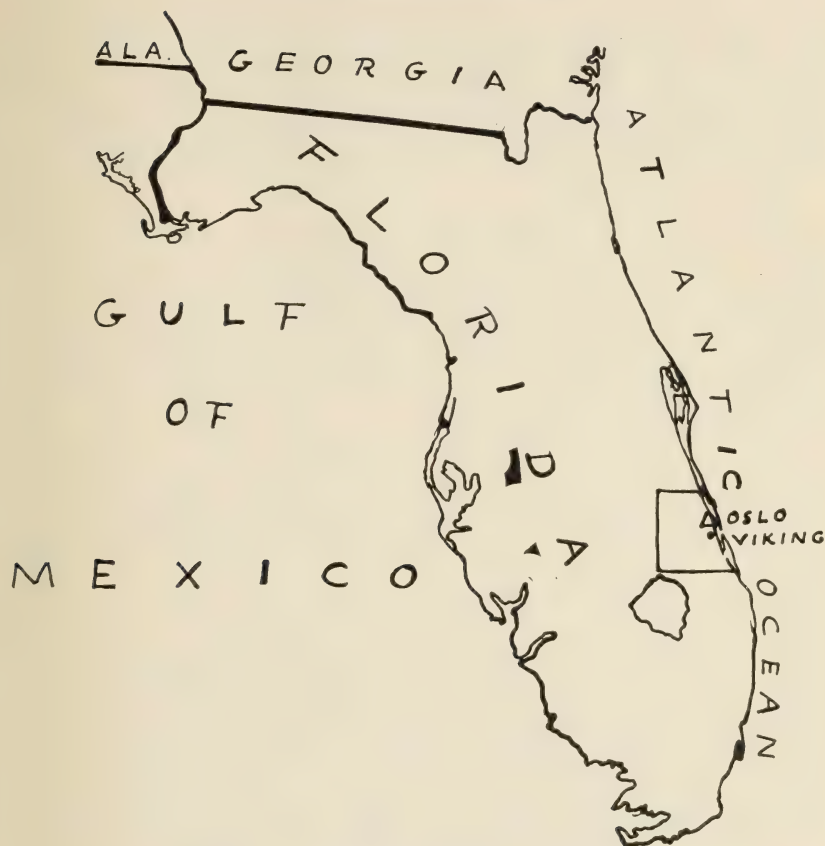 ALA.
GEORGIA
FLORIDA
ATLANTIC
OCEAN
GULF
OF
MEXICO
OSLO
VIKING